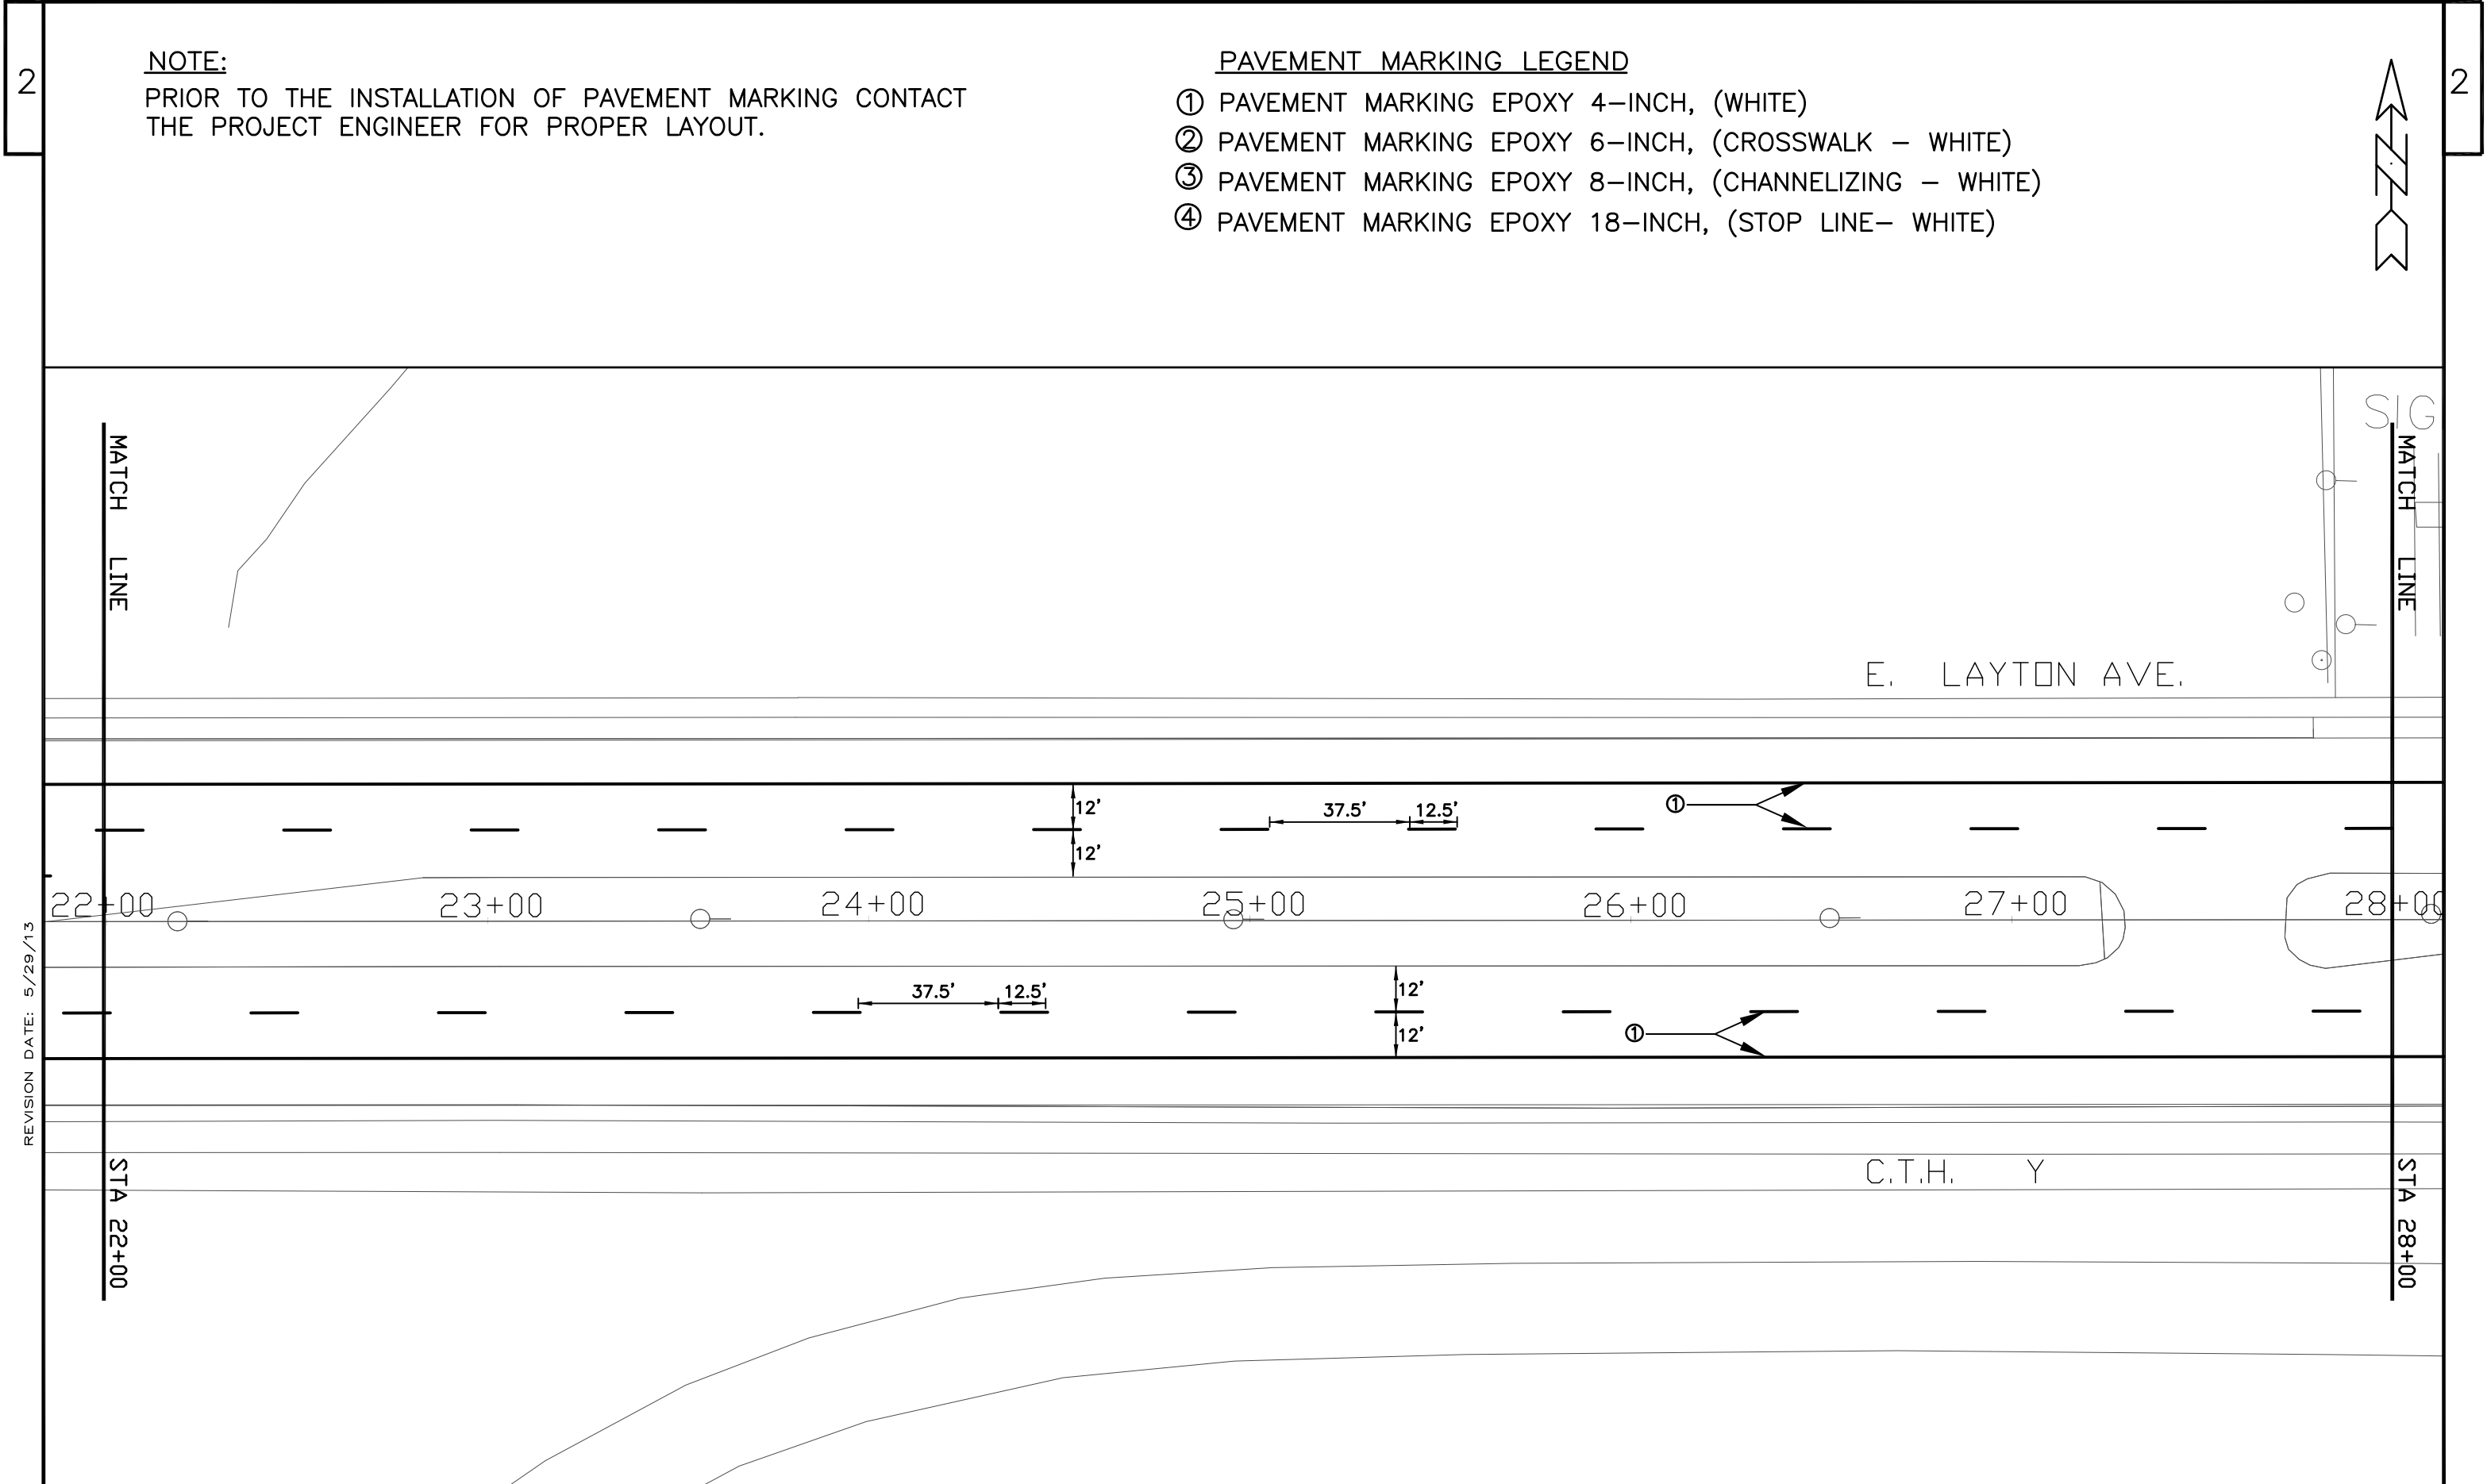 2
NOTE:
PRIOR TO THE INSTALLATION OF PAVEMENT MARKING CONTACT
THE PROJECT ENGINEER FOR PROPER LAYOUT.
PAVEMENT MARKING LEGEND
① PAVEMENT MARKING EPOXY 4-INCH, (WHITE)
② PAVEMENT MARKING EPOXY 6-INCH, (CROSSWALK - WHITE)
③ PAVEMENT MARKING EPOXY 8-INCH, (CHANNELIZING - WHITE)
④ PAVEMENT MARKING EPOXY 18-INCH, (STOP LINE- WHITE)
N
2
SIG
MATCH LINE
MATCH LINE
E. LAYTON AVE.
12'
37.5' 12.5'
①
12'
22+00 23+00 24+00 25+00 26+00 27+00 28+00
37.5' 12.5'
12'
①
12'
C.T.H. Y
STA 22+00
STA 28+00
REVISION DATE: 5/29/13